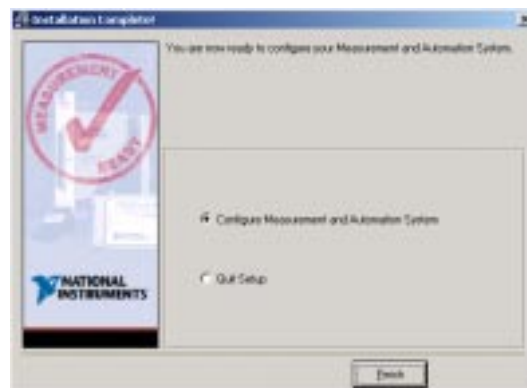 Installation Complete!
You are now ready to configure your Measurement and Automation System.
MEASUREMENT
READY
Configure Measurement and Automation System
Quit Setup
NATIONAL
INSTRUMENTS
Finish